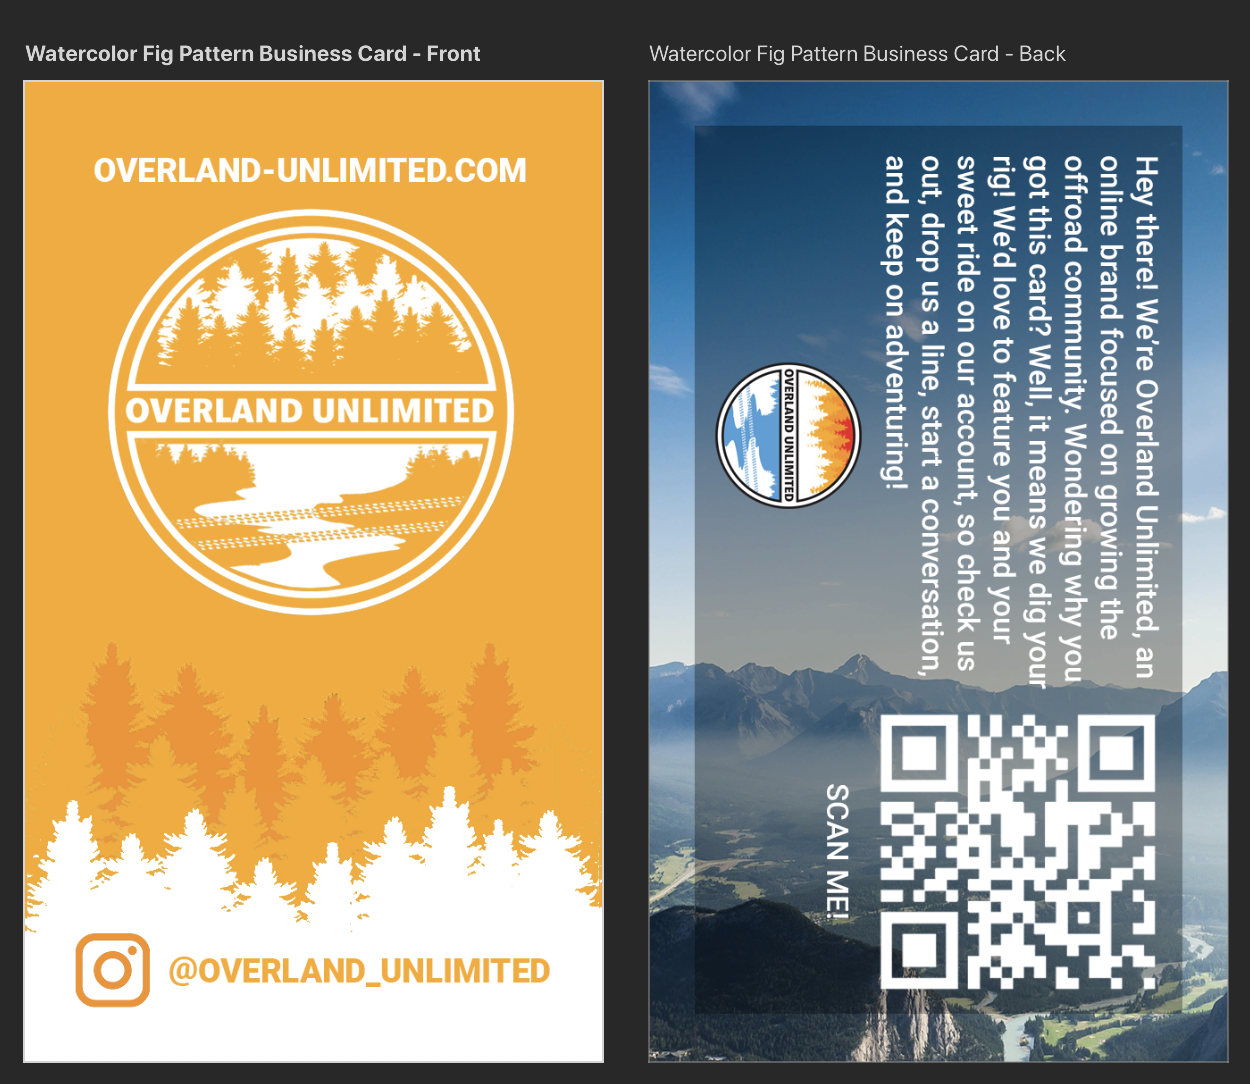 Watercolor Fig Pattern Business Card - Front
OVERLAND-UNLIMITED.COM
OVERLAND UNLIMITED
@OVERLAND_UNLIMITED
Watercolor Fig Pattern Business Card - Back
Hey there! We're Overland Unlimited, an
online brand focused on growing the
offroad community. Wondering why you
got this card? Well, it means we dig your
rig! We'd love to feature you and your
sweet ride on our account, so check us
out, drop us a line, start a conversation,
and keep on adventuring!
OVERLAND UNLIMITED
SCAN ME!